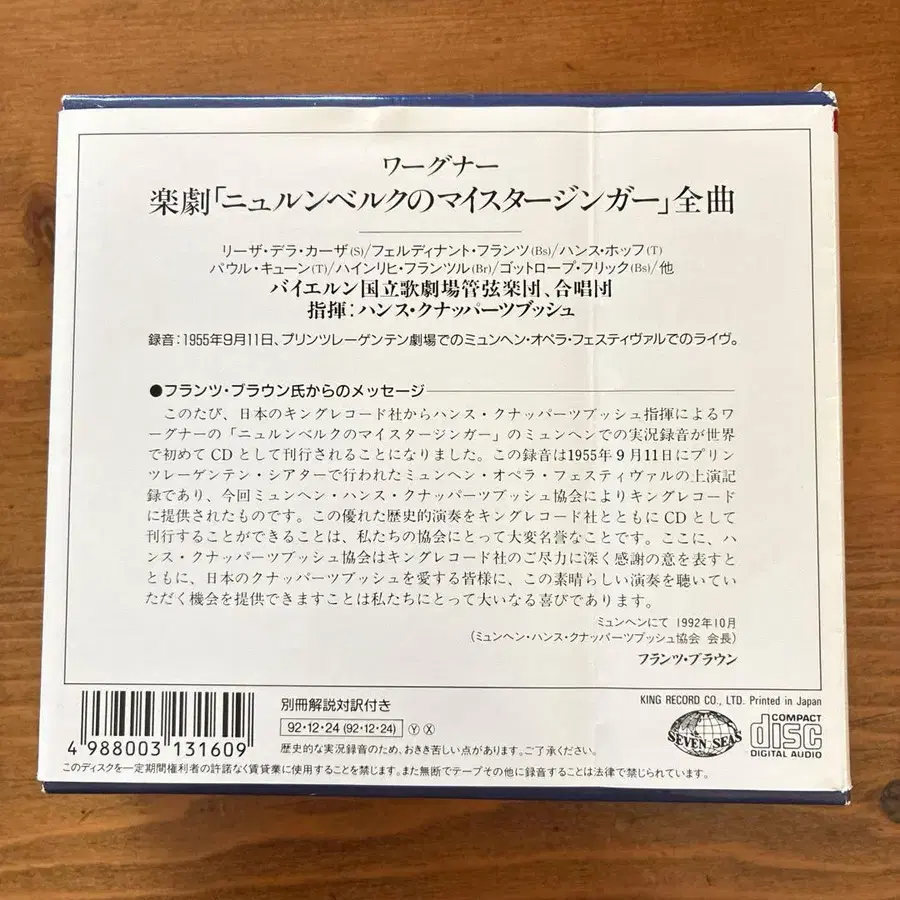 ワーグナー
楽劇「ニュルンベルクのマイスタージンガー」全曲
リーザ・デラ・カーザ(S)/フェルディナント・フランツ(Bs)/ハンス・ホップ(T)
パウル・キューン(T)/ハインリヒ・フランツル(Br)/ゴットロープ・フリック(Bs)/他
バイエルン国立歌劇場管弦楽団、合唱団
指揮:ハンス・クナッパーツブッシュ
録音:1955年9月11日、プリンツレーゲンテン劇場でのミュンヘン・オペラ・フェスティヴァルでのライヴ。
●フランツ・ブラウン氏からのメッセージ
このたび、日本のキングレコード社からハンス・クナッパーツブッシュ指揮によるワ
ーグナーの「ニュルンベルクのマイスタージンガー」のミュンヘンでの実況録音が世界
で初めてCDとして刊行されることになりました。この録音は1955年9月11日にプリン
ツレーゲンテン・シアターで行われたミュンヘン・オペラ・フェスティヴァルの上演記
録であり、今回ミュンヘン・ハンス・クナッパーツブッシュ協会によりキングレコード
に提供されたものです。この優れた歴史的演奏をキングレコード社とともにCDとして
刊行することができることは、私たちの協会にとって大変名誉なことです。ここに、ハ
ンス・クナッパーツブッシュ協会はキングレコード社のご尽力に深く感謝の意を表すとと
ともに、日本のクナッパーツブッシュを愛する皆様に、この素晴らしい演奏を聴いてい
ただく機会を提供できますことは私たちにとって大いなる喜びであります。
ミュンヘンにて 1992年10月
(ミュンヘン・ハンス・クナッパーツブッシュ協会 会長)
フランツ・ブラウン
別冊解説対訳付き
92・12・24 (92・12・24) Ⓨ Ⓧ
歴史的な実況録音のため、おきき苦しい点があります。ご了承ください。
4 988003 131609
KING RECORD CO., LTD. Printed in Japan
SEVEN SEAS
COMPACT
disc
DIGITAL AUDIO
このディスクを一定期間権利者の許諾なく賃貸業に使用することを禁じます。また無断でテープその他に録音することは法律で禁じられています。